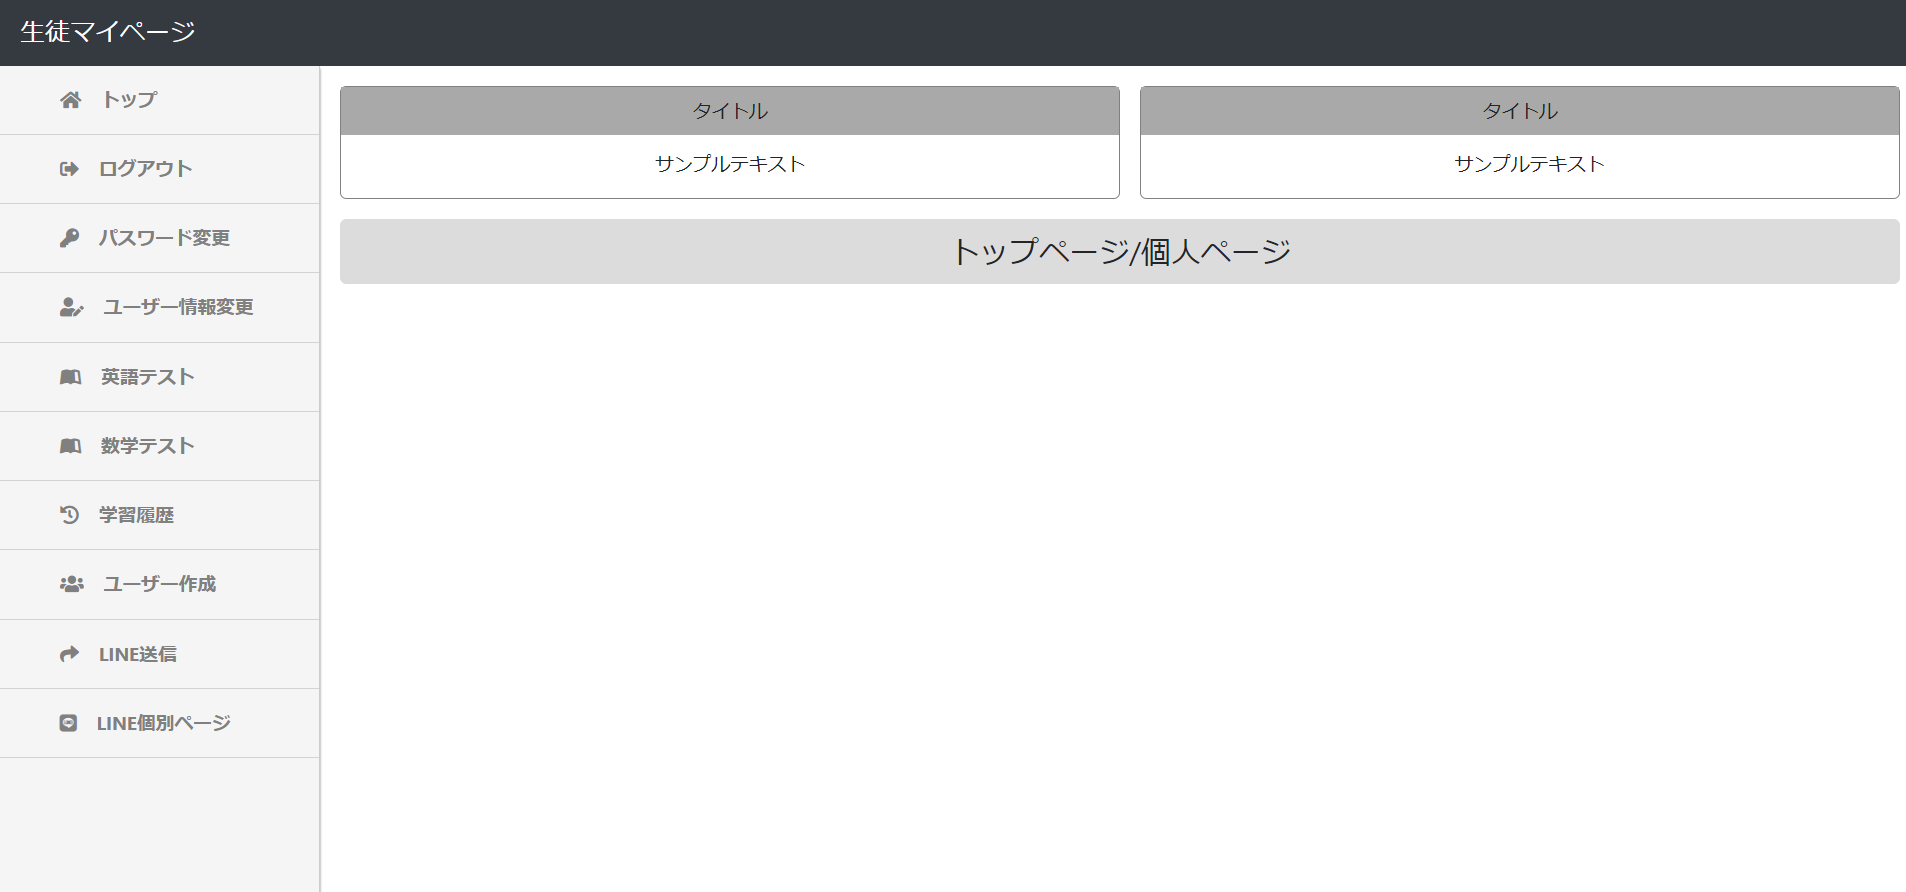 生徒マイページ
トップ
ログアウト
パスワード変更
ユーザー情報変更
英語テスト
数学テスト
学習履歴
ユーザー作成
LINE送信
LINE個別ページ
タイトル
サンプルテキスト
タイトル
サンプルテキスト
トップページ/個人ページ